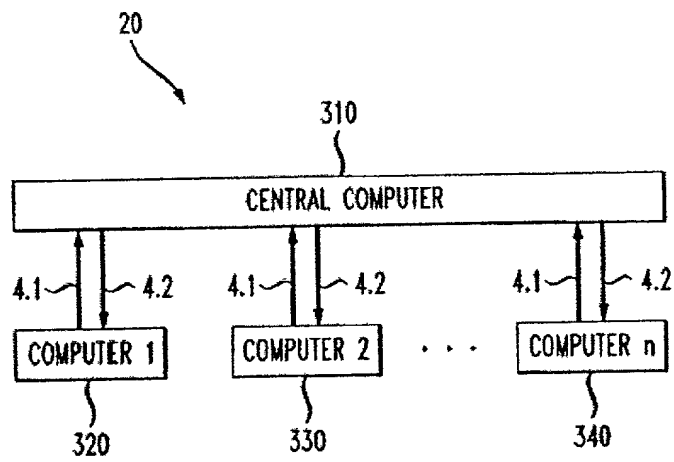 20
310
CENTRAL COMPUTER
4.1 4.2 4.1 4.2 4.1 4.2
COMPUTER 1 COMPUTER 2 . . . COMPUTER n
320 330 340